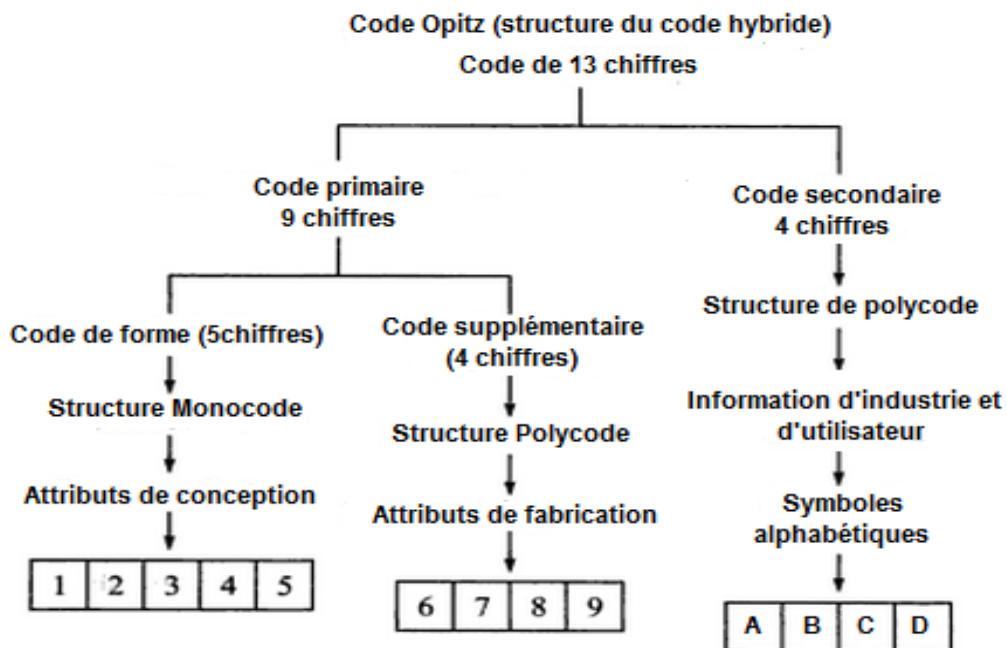 Code Opitz (structure du code hybride)
Code de 13 chiffres
Code primaire
9 chiffres
Code secondaire
4 chiffres
Code de forme (5chiffres)
Structure Monocode
Attributs de conception
1 2 3 4 5
Code supplémentaire
(4 chiffres)
Structure Polycode
Attributs de fabrication
6 7 8 9
Structure de polycode
Information d'industrie et
d'utilisateur
Symboles
alphabétiques
A B C D